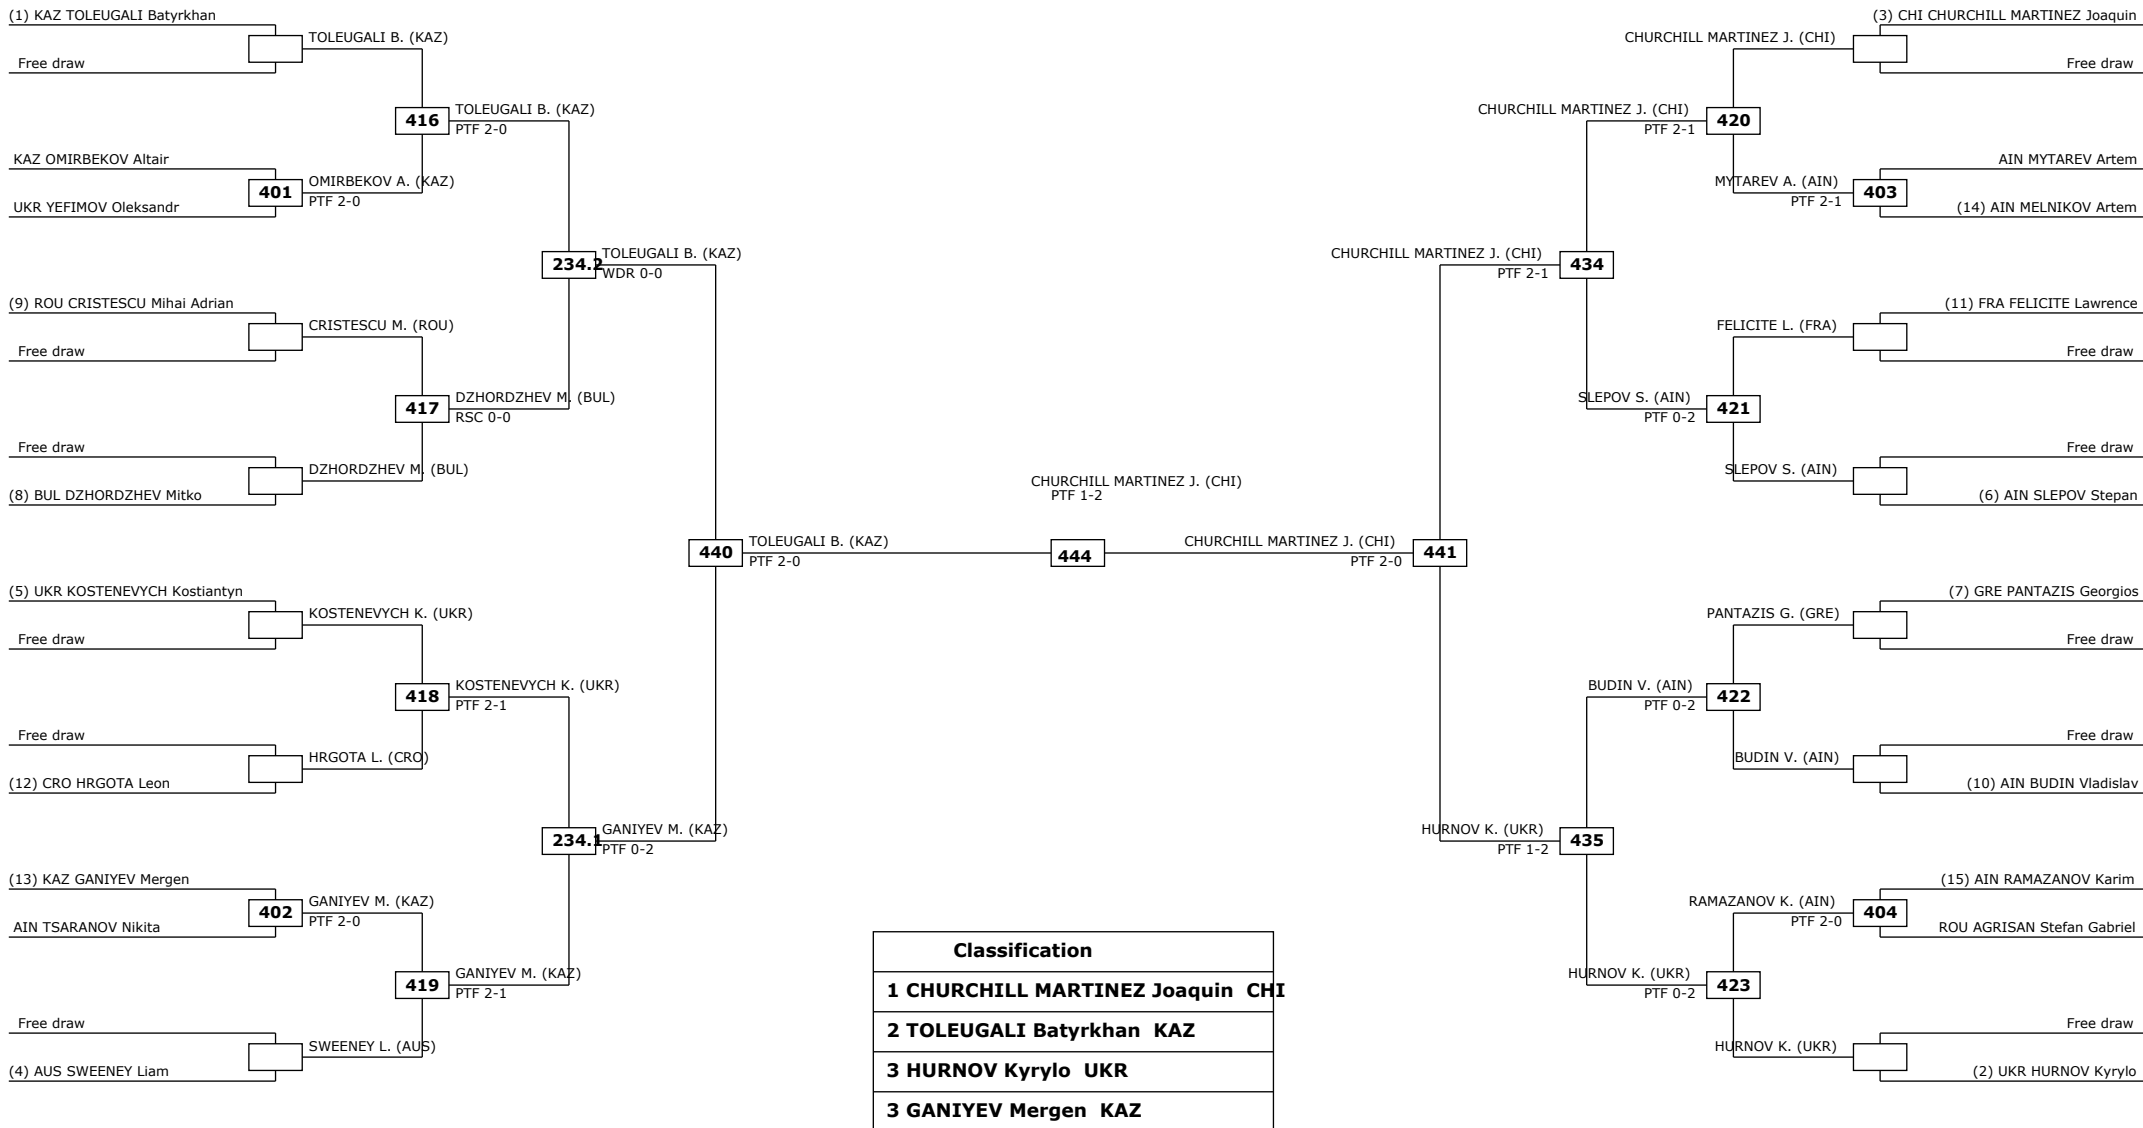 (1) KAZ TOLEUGALI Batyrkhan
TOLEUGALI B. (KAZ)
Free draw
TOLEUGALI B. (KAZ)
416
PTF 2-0
KAZ OMIRBEKOV Altair
OMIRBEKOV A. (KAZ)
401
PTF 2-0
UKR YEFIMOV Oleksandr
TOLEUGALI B. (KAZ)
234.2
WDR 0-0
(9) ROU CRISTESCU Mihai Adrian
CRISTESCU M. (ROU)
Free draw
DZHORDZHEV M. (BUL)
417
RSC 0-0
Free draw
DZHORDZHEV M. (BUL)
(8) BUL DZHORDZHEV Mitko
TOLEUGALI B. (KAZ)
440
PTF 2-0
(5) UKR KOSTENEVYCH Kostiantyn
KOSTENEVYCH K. (UKR)
Free draw
KOSTENEVYCH K. (UKR)
418
PTF 2-1
Free draw
HRGOTA L. (CRO)
(12) CRO HRGOTA Leon
GANIYEV M. (KAZ)
234.1
PTF 0-2
(13) KAZ GANIYEV Mergen
GANIYEV M. (KAZ)
402
PTF 2-0
AIN TSARANOV Nikita
GANIYEV M. (KAZ)
419
PTF 2-1
Free draw
SWEENEY L. (AUS)
(4) AUS SWEENEY Liam
CHURCHILL MARTINEZ J. (CHI)
PTF 1-2
444
(3) CHI CHURCHILL MARTINEZ Joaquin
CHURCHILL MARTINEZ J. (CHI)
Free draw
CHURCHILL MARTINEZ J. (CHI)
420
PTF 2-1
AIN MYTAREV Artem
MYTAREV A. (AIN)
403
PTF 2-1
(14) AIN MELNIKOV Artem
CHURCHILL MARTINEZ J. (CHI)
434
PTF 2-1
(11) FRA FELICITE Lawrence
FELICITE L. (FRA)
Free draw
SLEPOV S. (AIN)
421
PTF 0-2
Free draw
SLEPOV S. (AIN)
(6) AIN SLEPOV Stepan
CHURCHILL MARTINEZ J. (CHI)
441
PTF 2-0
(7) GRE PANTAZIS Georgios
PANTAZIS G. (GRE)
Free draw
BUDIN V. (AIN)
422
PTF 0-2
Free draw
BUDIN V. (AIN)
(10) AIN BUDIN Vladislav
HURNOV K. (UKR)
435
PTF 1-2
(15) AIN RAMAZANOV Karim
RAMAZANOV K. (AIN)
404
PTF 2-0
ROU AGRISAN Stefan Gabriel
HURNOV K. (UKR)
423
PTF 0-2
Free draw
HURNOV K. (UKR)
(2) UKR HURNOV Kyrylo
Classification
1 CHURCHILL MARTINEZ Joaquin CHI
2 TOLEUGALI Batyrkhan KAZ
3 HURNOV Kyrylo UKR
3 GANIYEV Mergen KAZ